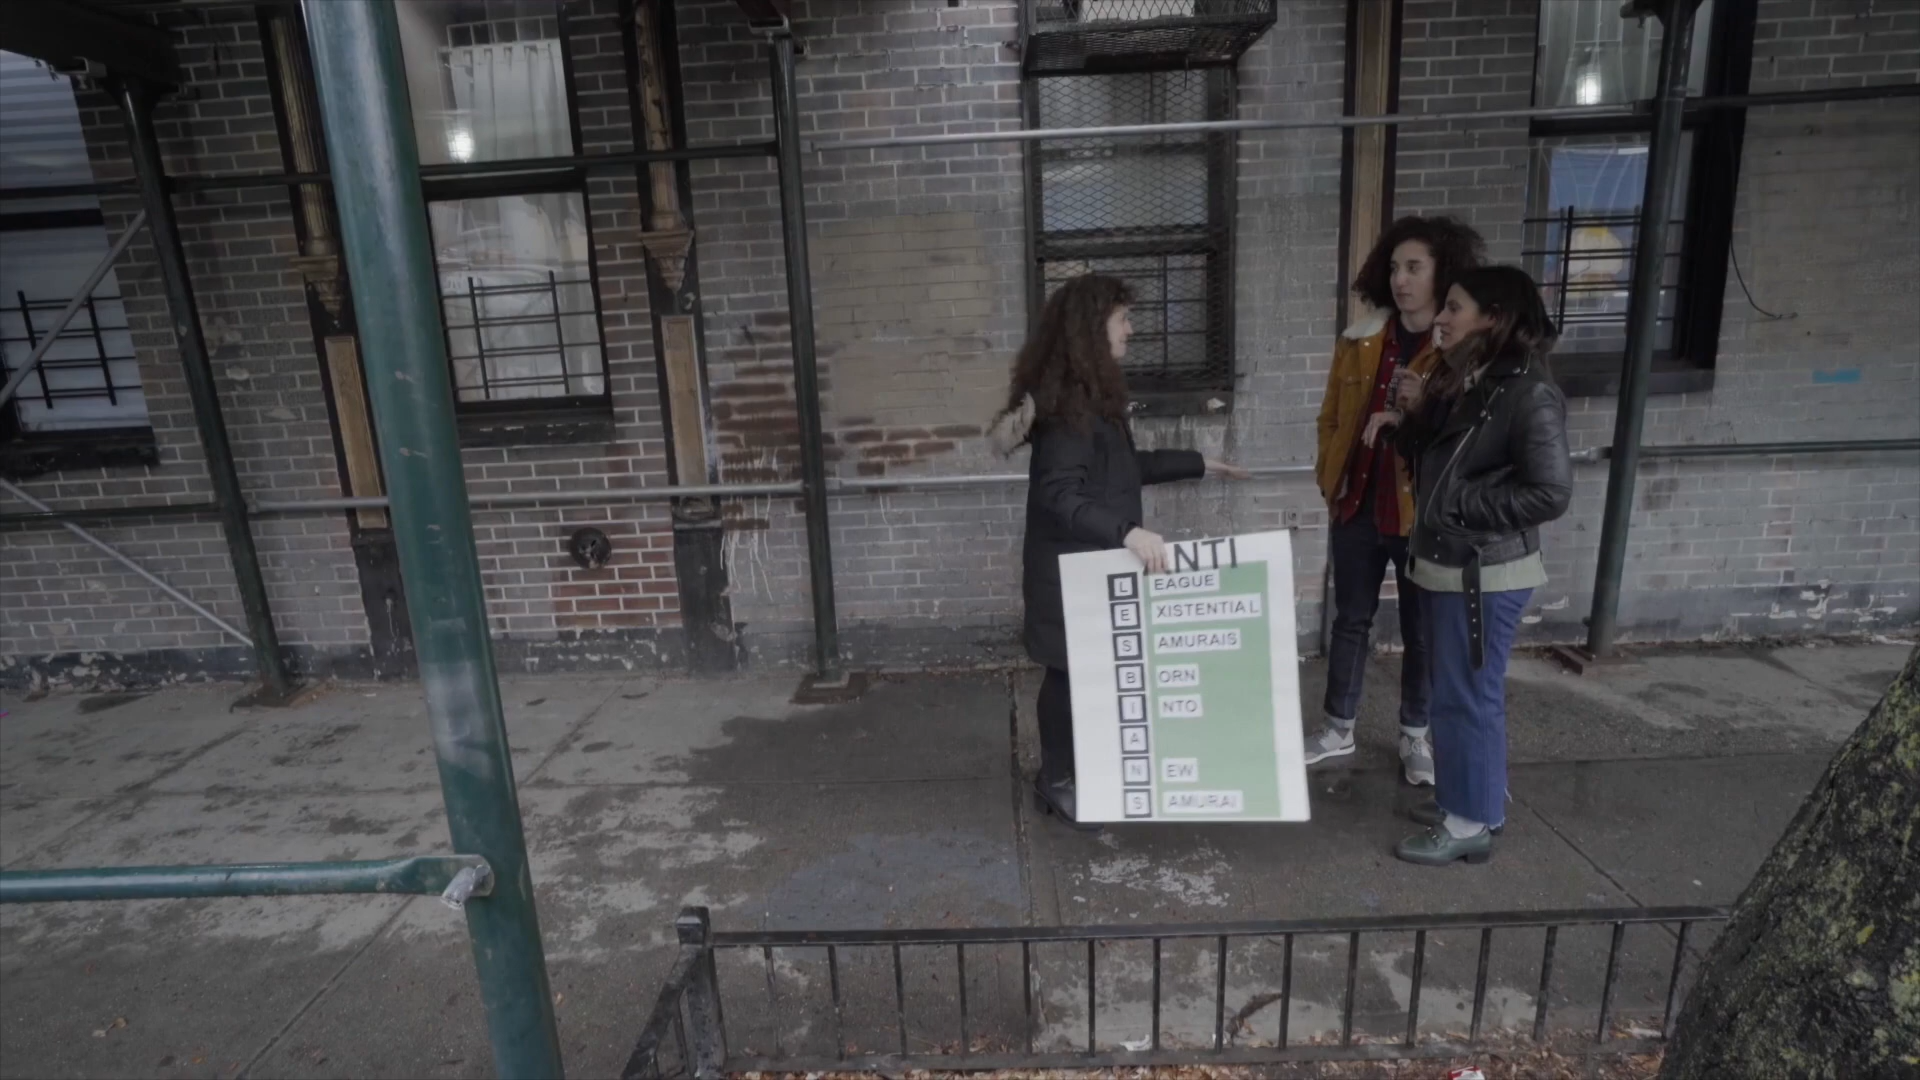 ANTI
L EAGUE
E XISTENTIAL
S AMURAIS
B ORN
I NTO
A
N EW
S AMURAI